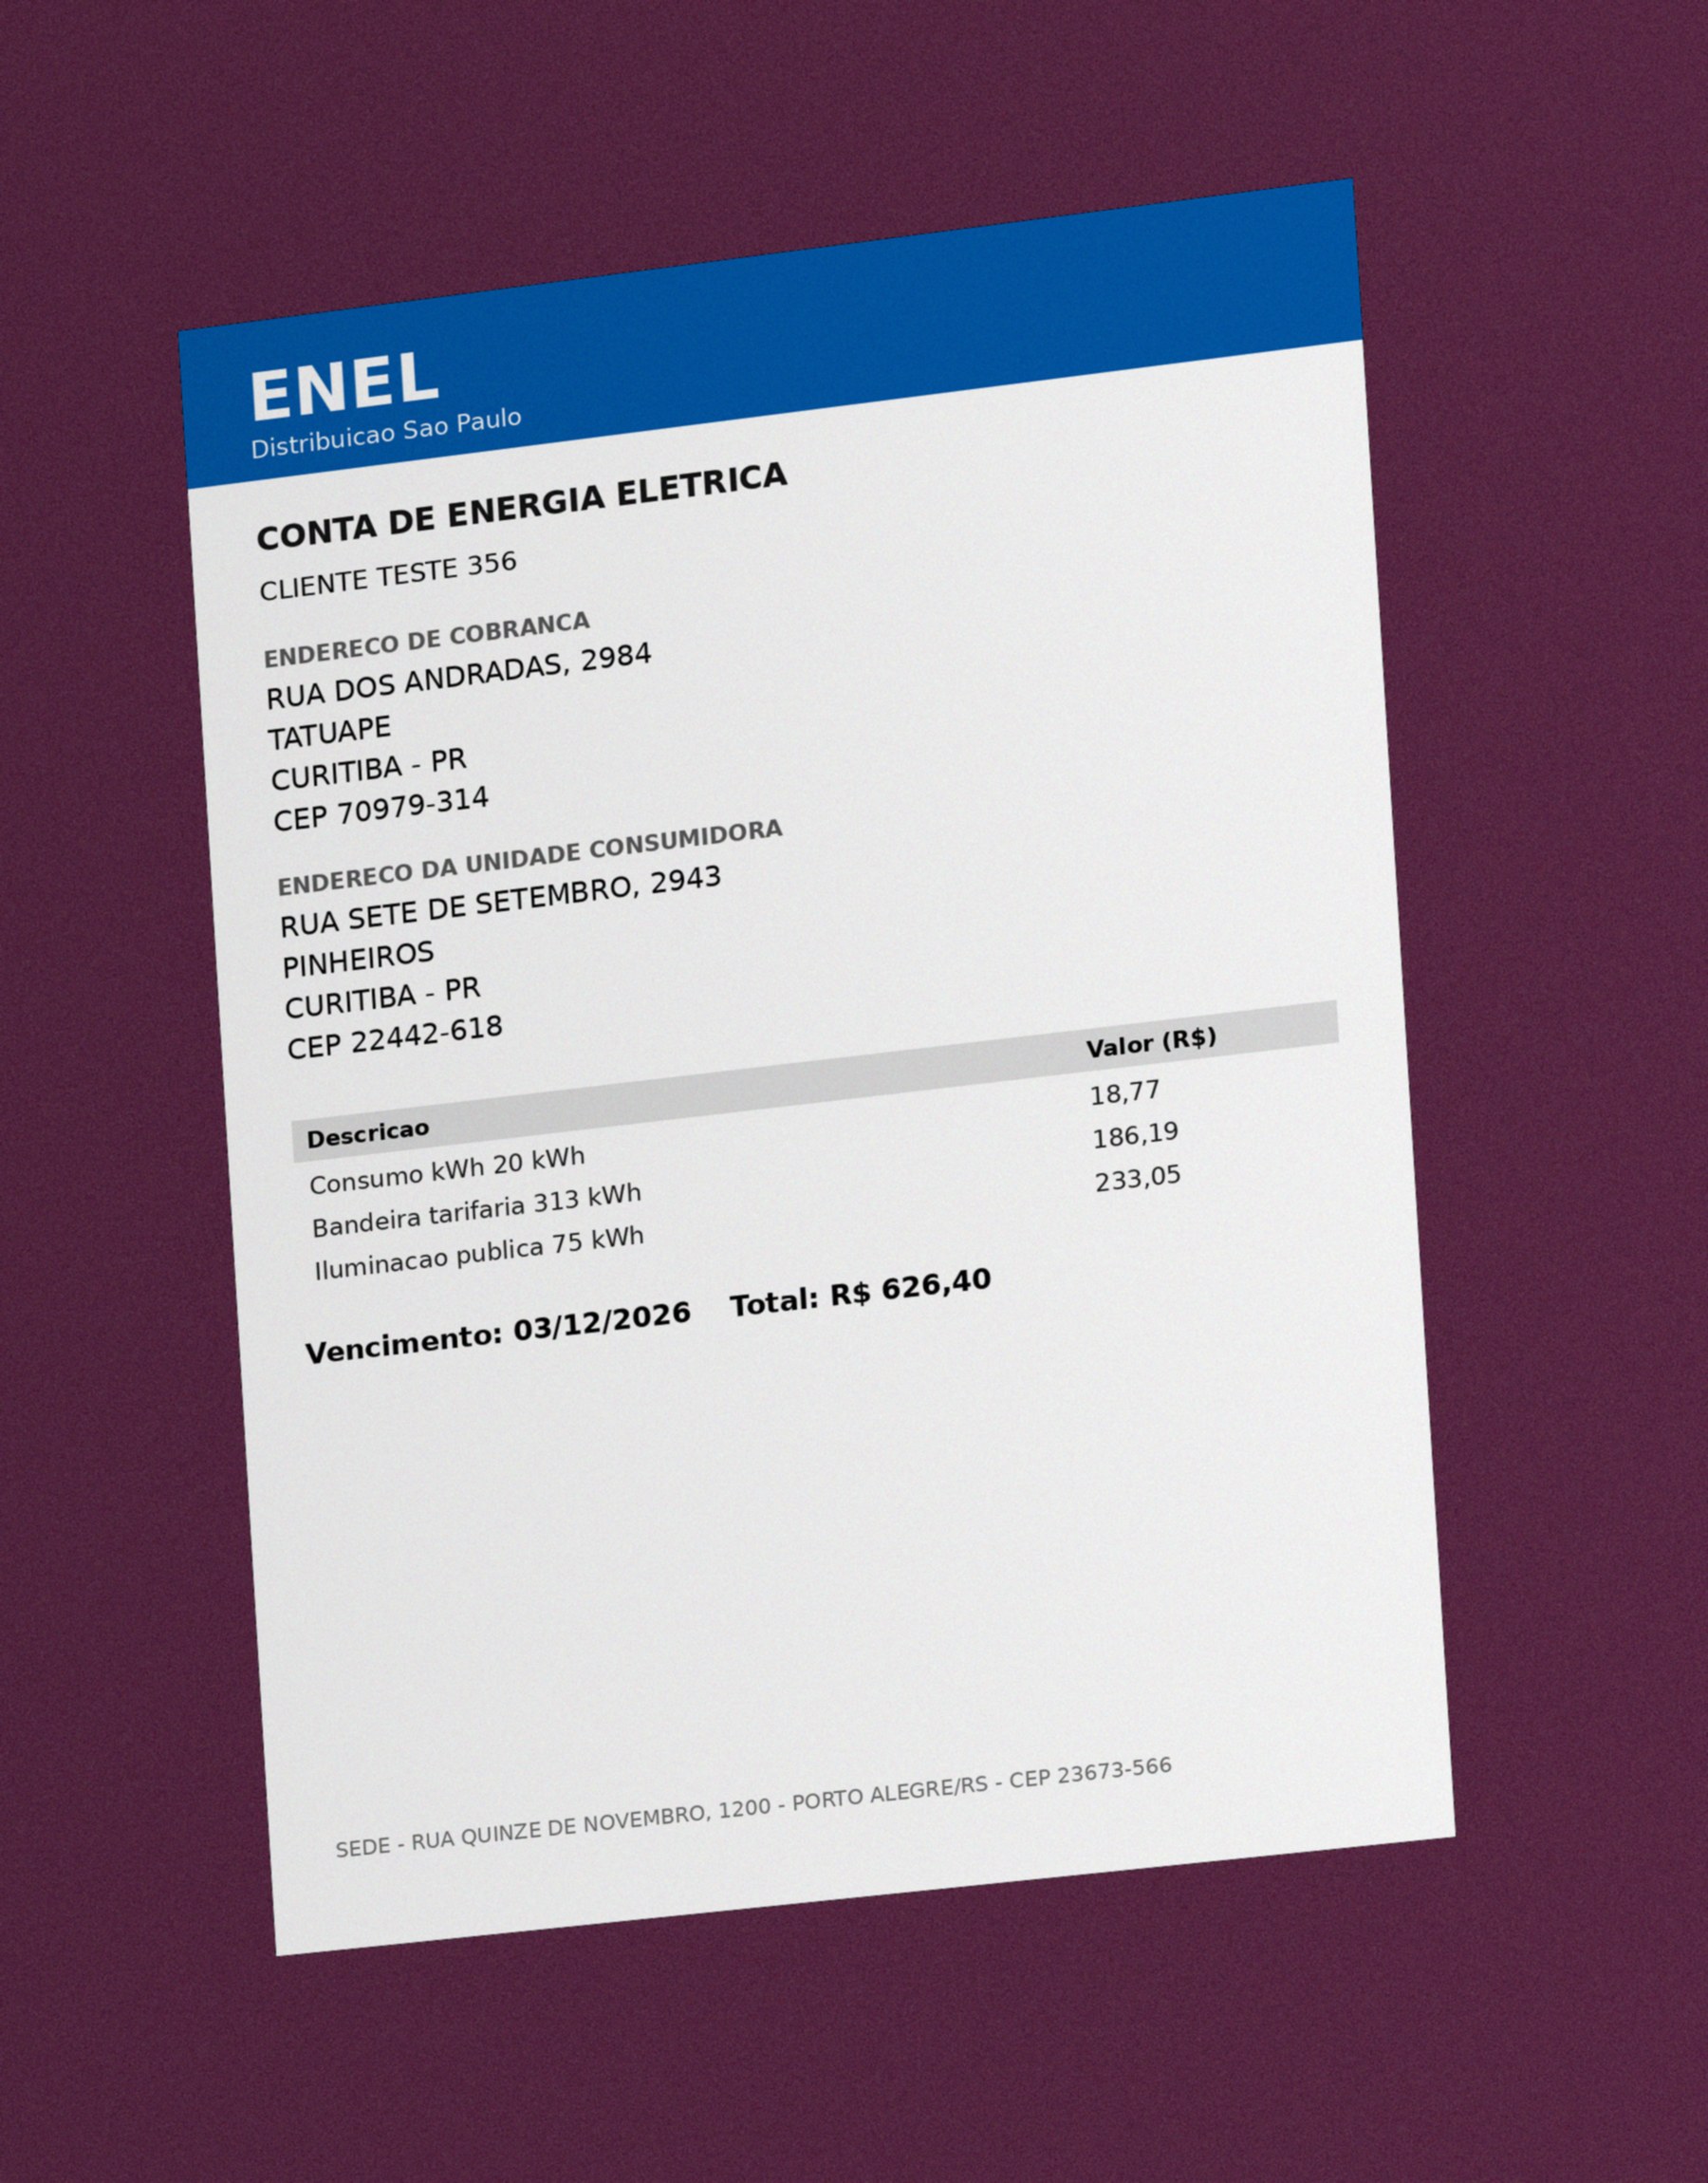 ENEL
Distribuicao Sao Paulo
CONTA DE ENERGIA ELETRICA
CLIENTE TESTE 356
ENDERECO DE COBRANCA
RUA DOS ANDRADAS, 2984
TATUAPE
CURITIBA - PR
CEP 70979-314
ENDERECO DA UNIDADE CONSUMIDORA
RUA SETE DE SETEMBRO, 2943
PINHEIROS
CURITIBA - PR
CEP 22442-618
Descricao Valor (R$)
Consumo kWh 20 kWh 18,77
Bandeira tarifaria 313 kWh 186,19
Iluminacao publica 75 kWh 233,05
Vencimento: 03/12/2026 Total: R$ 626,40
SEDE - RUA QUINZE DE NOVEMBRO, 1200 - PORTO ALEGRE/RS - CEP 23673-566